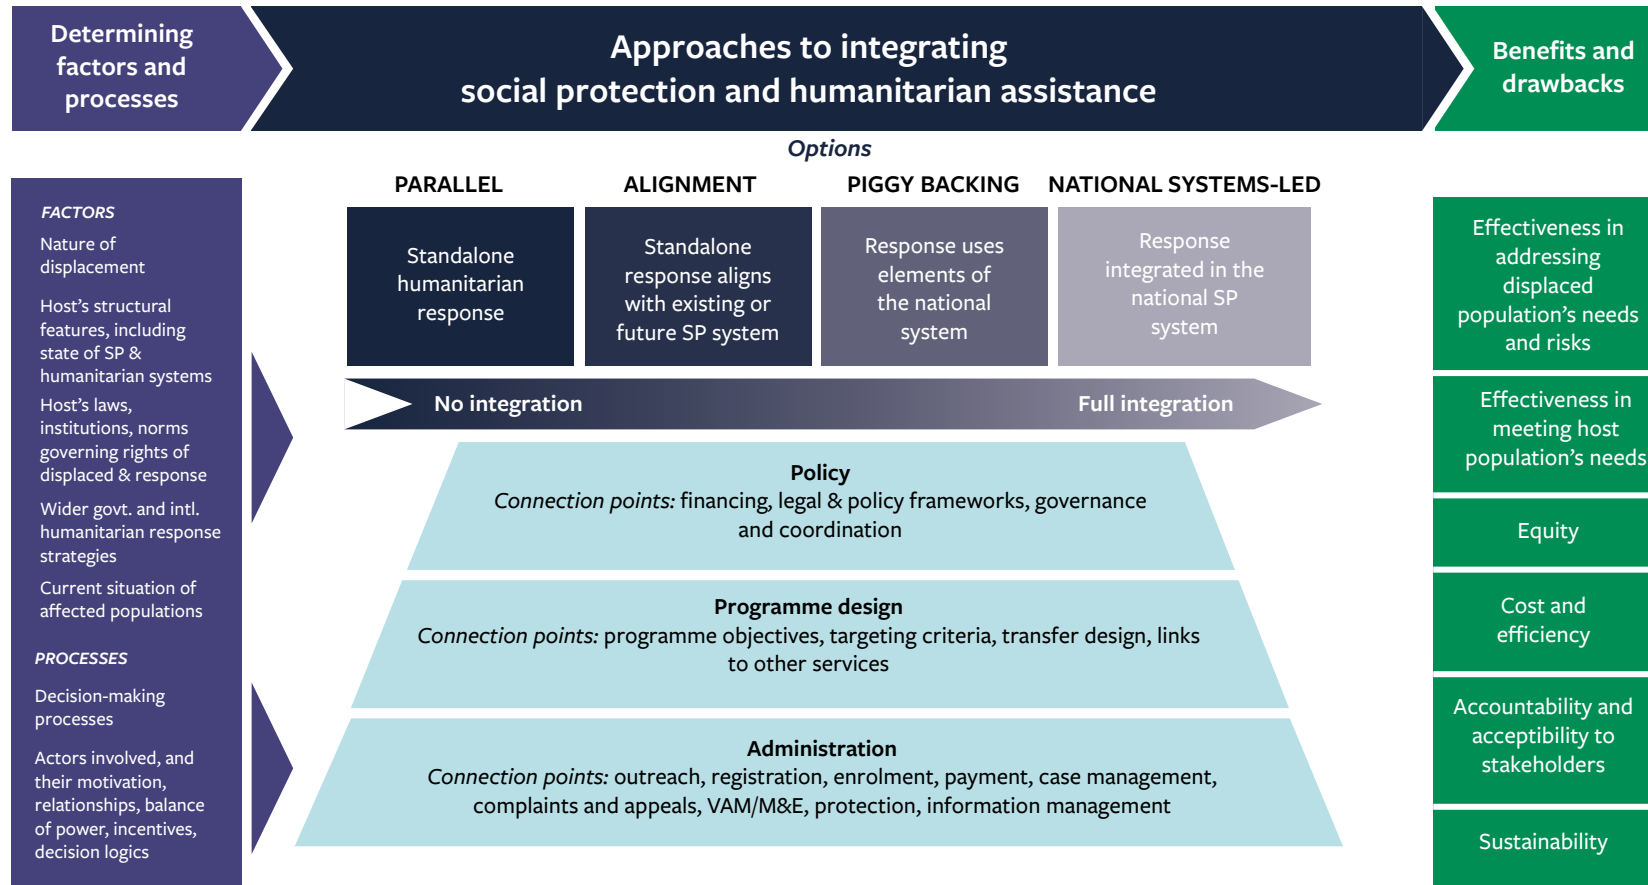 Determining
factors and
processes
Approaches to integrating
social protection and humanitarian assistance
Benefits and
drawbacks
Options
FACTORS
Nature of
displacement
Host's structural
features, including
state of SP &
humanitarian systems
Host's laws,
institutions, norms
governing rights of
displaced & response
Wider govt. and intl.
humanitarian response
strategies
Current situation of
affected populations
PROCESSES
Decision-making
processes
Actors involved, and
their motivation,
relationships, balance
of power, incentives,
decision logics
PARALLEL
Standalone
humanitarian
response
ALIGNMENT
Standalone
response aligns
with existing or
future SP system
PIGGY BACKING
Response uses
elements of
the national
system
NATIONAL SYSTEMS-LED
Response
integrated in the
national SP
system
No integration
Full integration
Policy
Connection points: financing, legal & policy frameworks, governance
and coordination
Programme design
Connection points: programme objectives, targeting criteria, transfer design, links
to other services
Administration
Connection points: outreach, registration, enrolment, payment, case management,
complaints and appeals, VAM/M&E, protection, information management
Effectiveness in
addressing
displaced
population's needs
and risks
Effectiveness in
meeting host
population's needs
Equity
Cost and
efficiency
Accountability and
acceptibility to
stakeholders
Sustainability